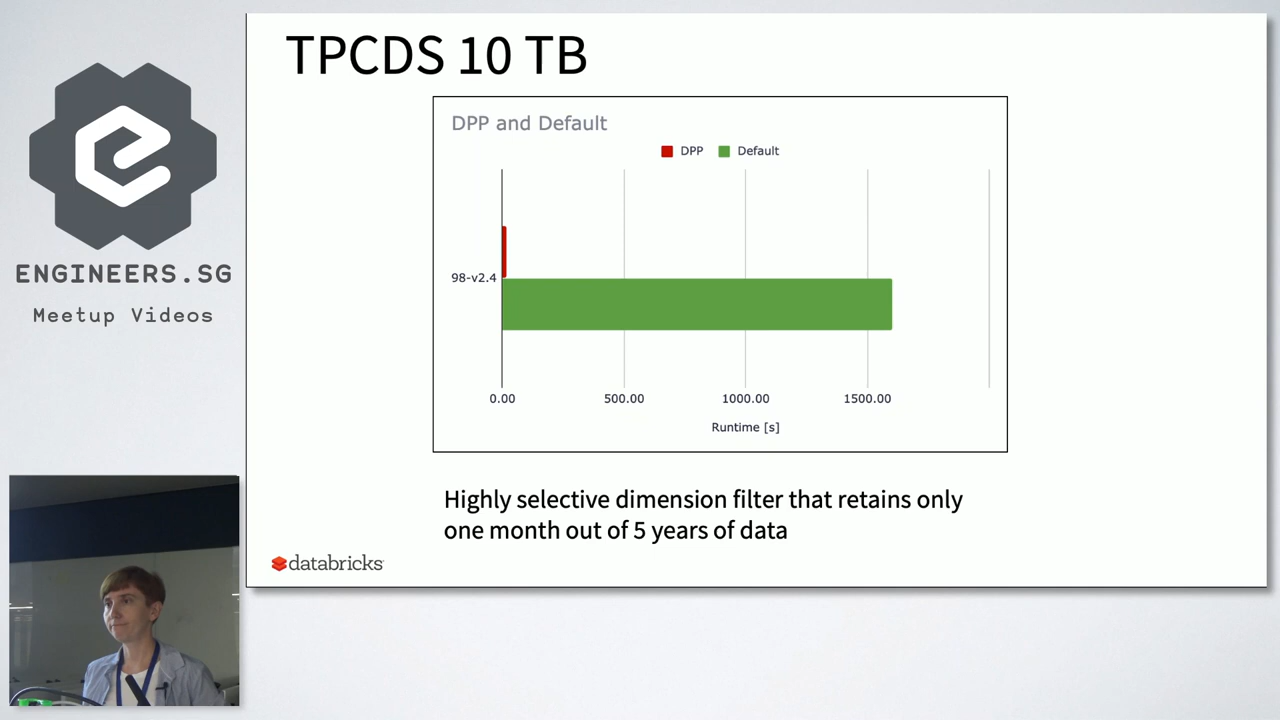 TPCDS 10 TB
DPP and Default
DPP Default
98-v2.4
0.00 500.00 1000.00 1500.00
Runtime [s]
Highly selective dimension filter that retains only
one month out of 5 years of data
databricks
ENGINEERS.SG
Meetup Videos